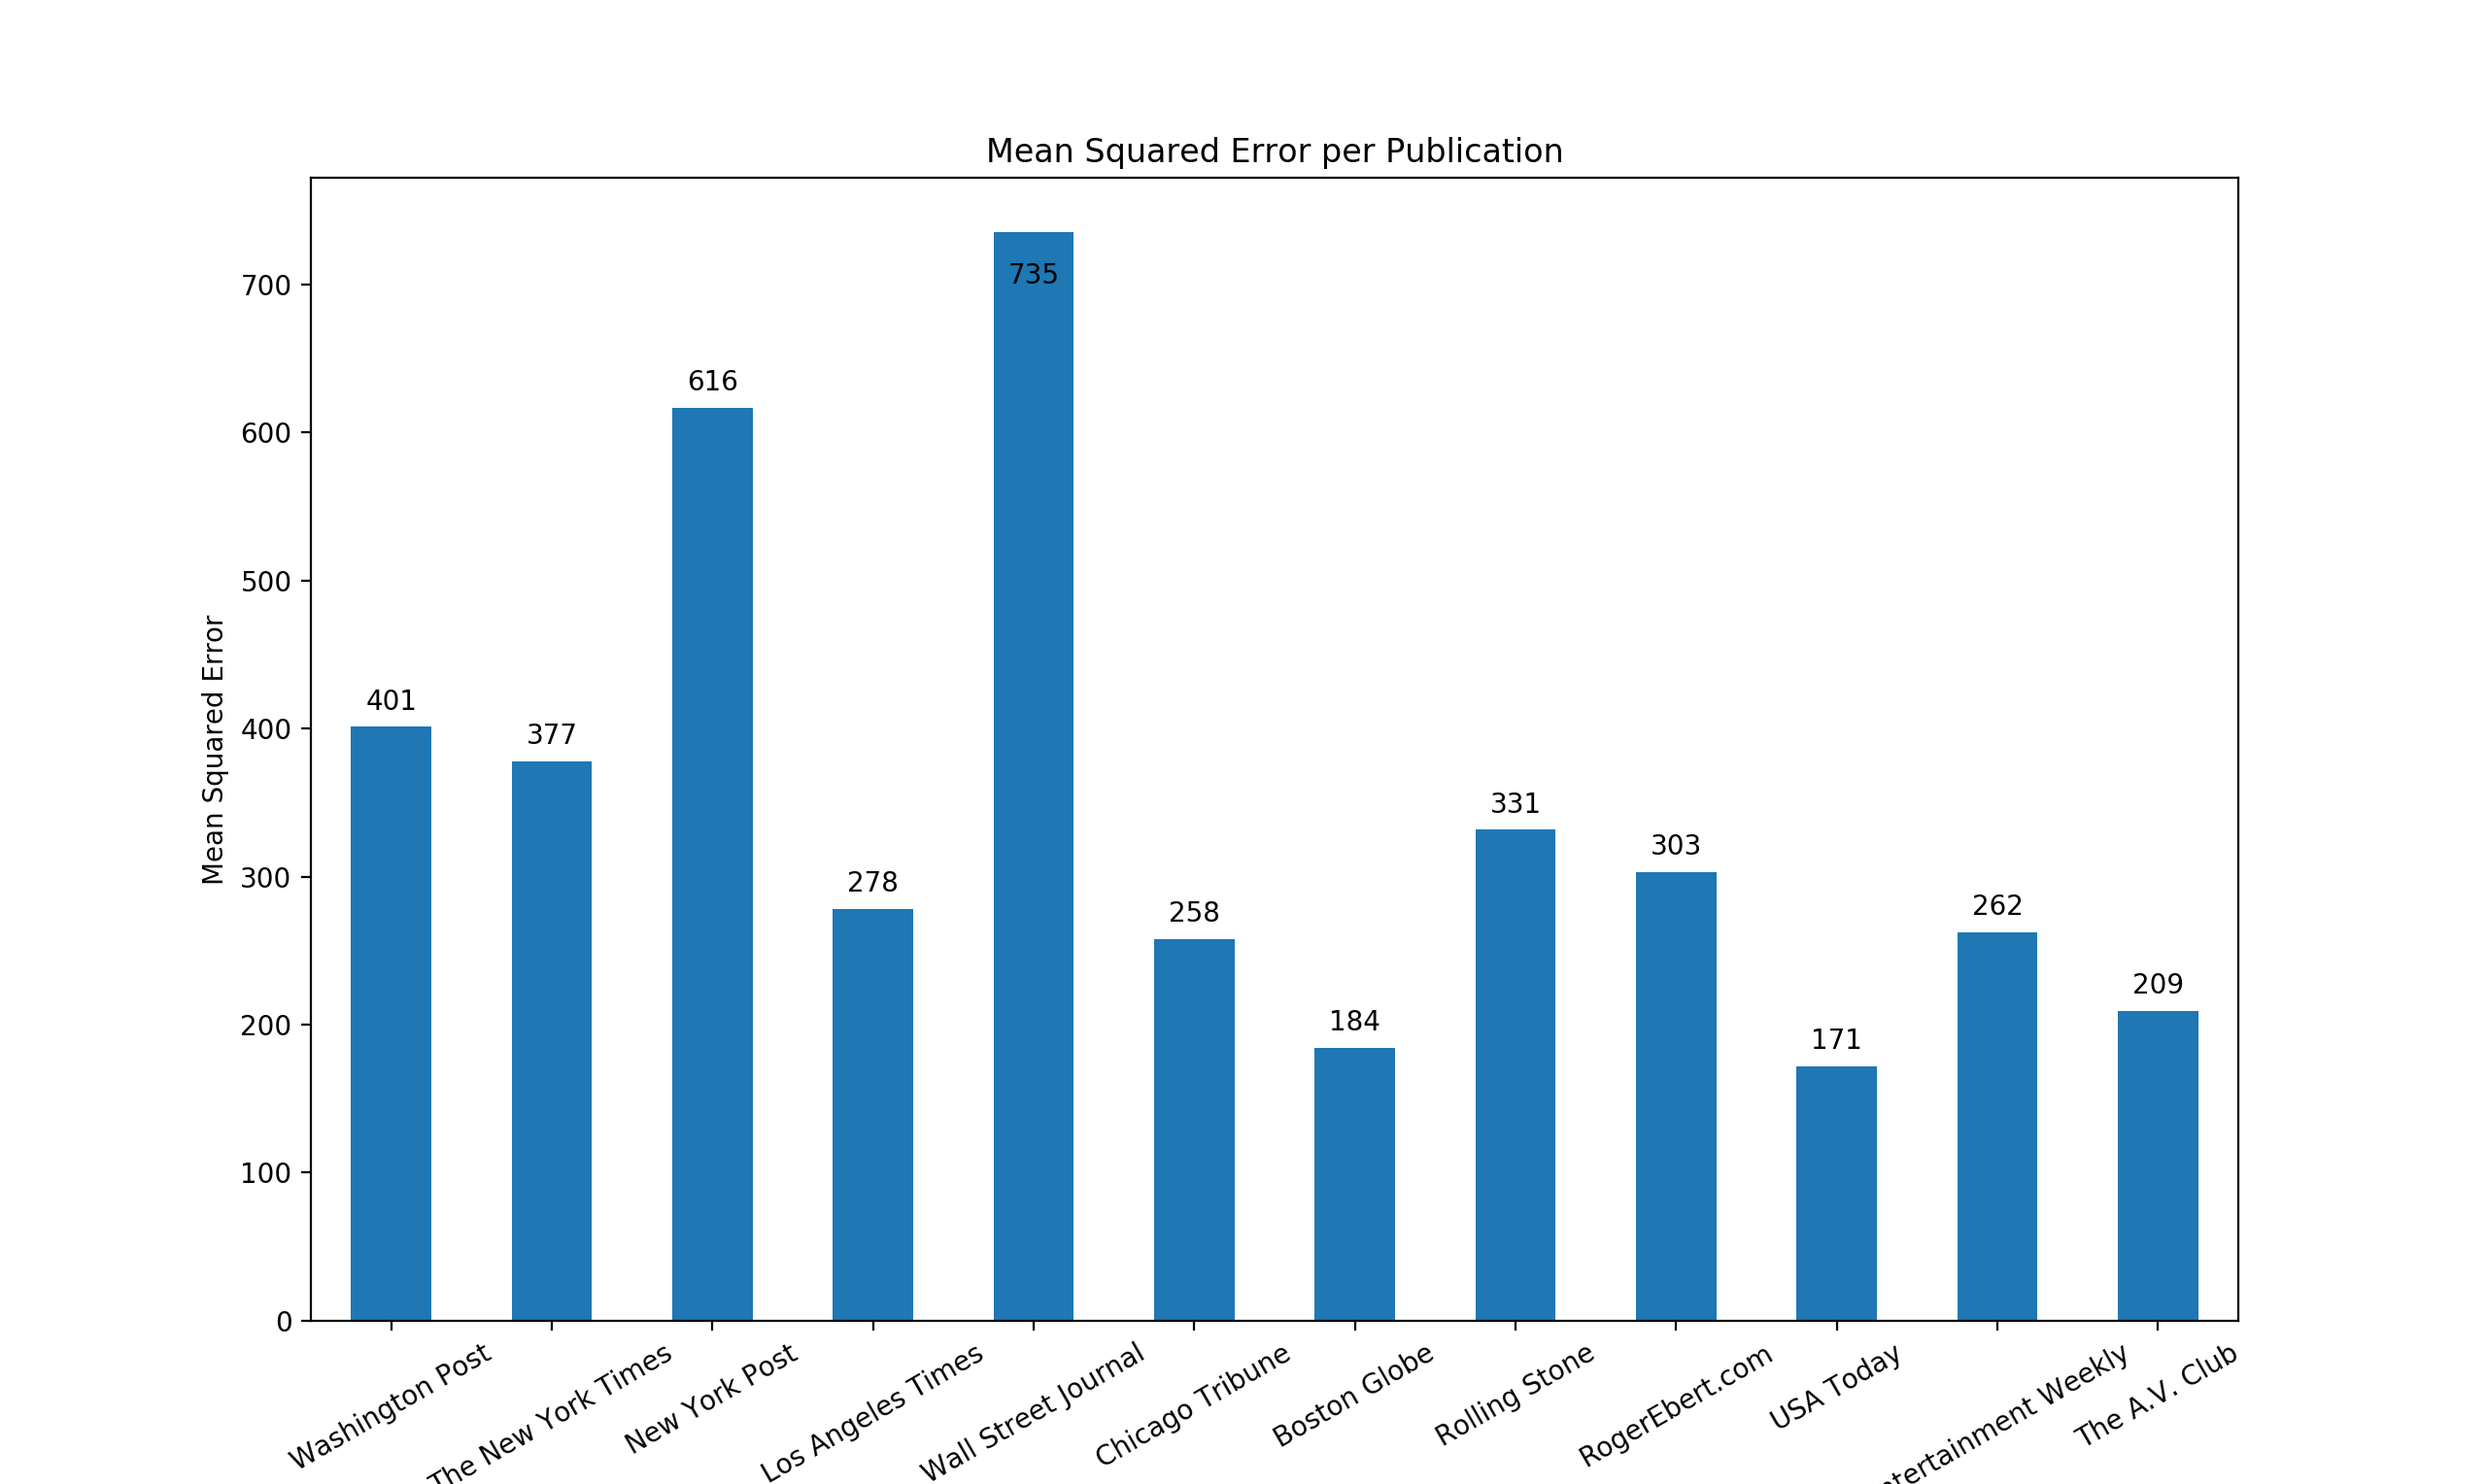 Mean Squared Error per Publication
Mean Squared Error
700
600
500
400
300
200
100
0
401
377
616
278
735
258
184
331
303
171
262
209
Washington Post
The New York Times
New York Post
Los Angeles Times
Wall Street Journal
Chicago Tribune
Boston Globe
Rolling Stone
RogerEbert.com
USA Today
ntertainment Weekly
The A.V. Club